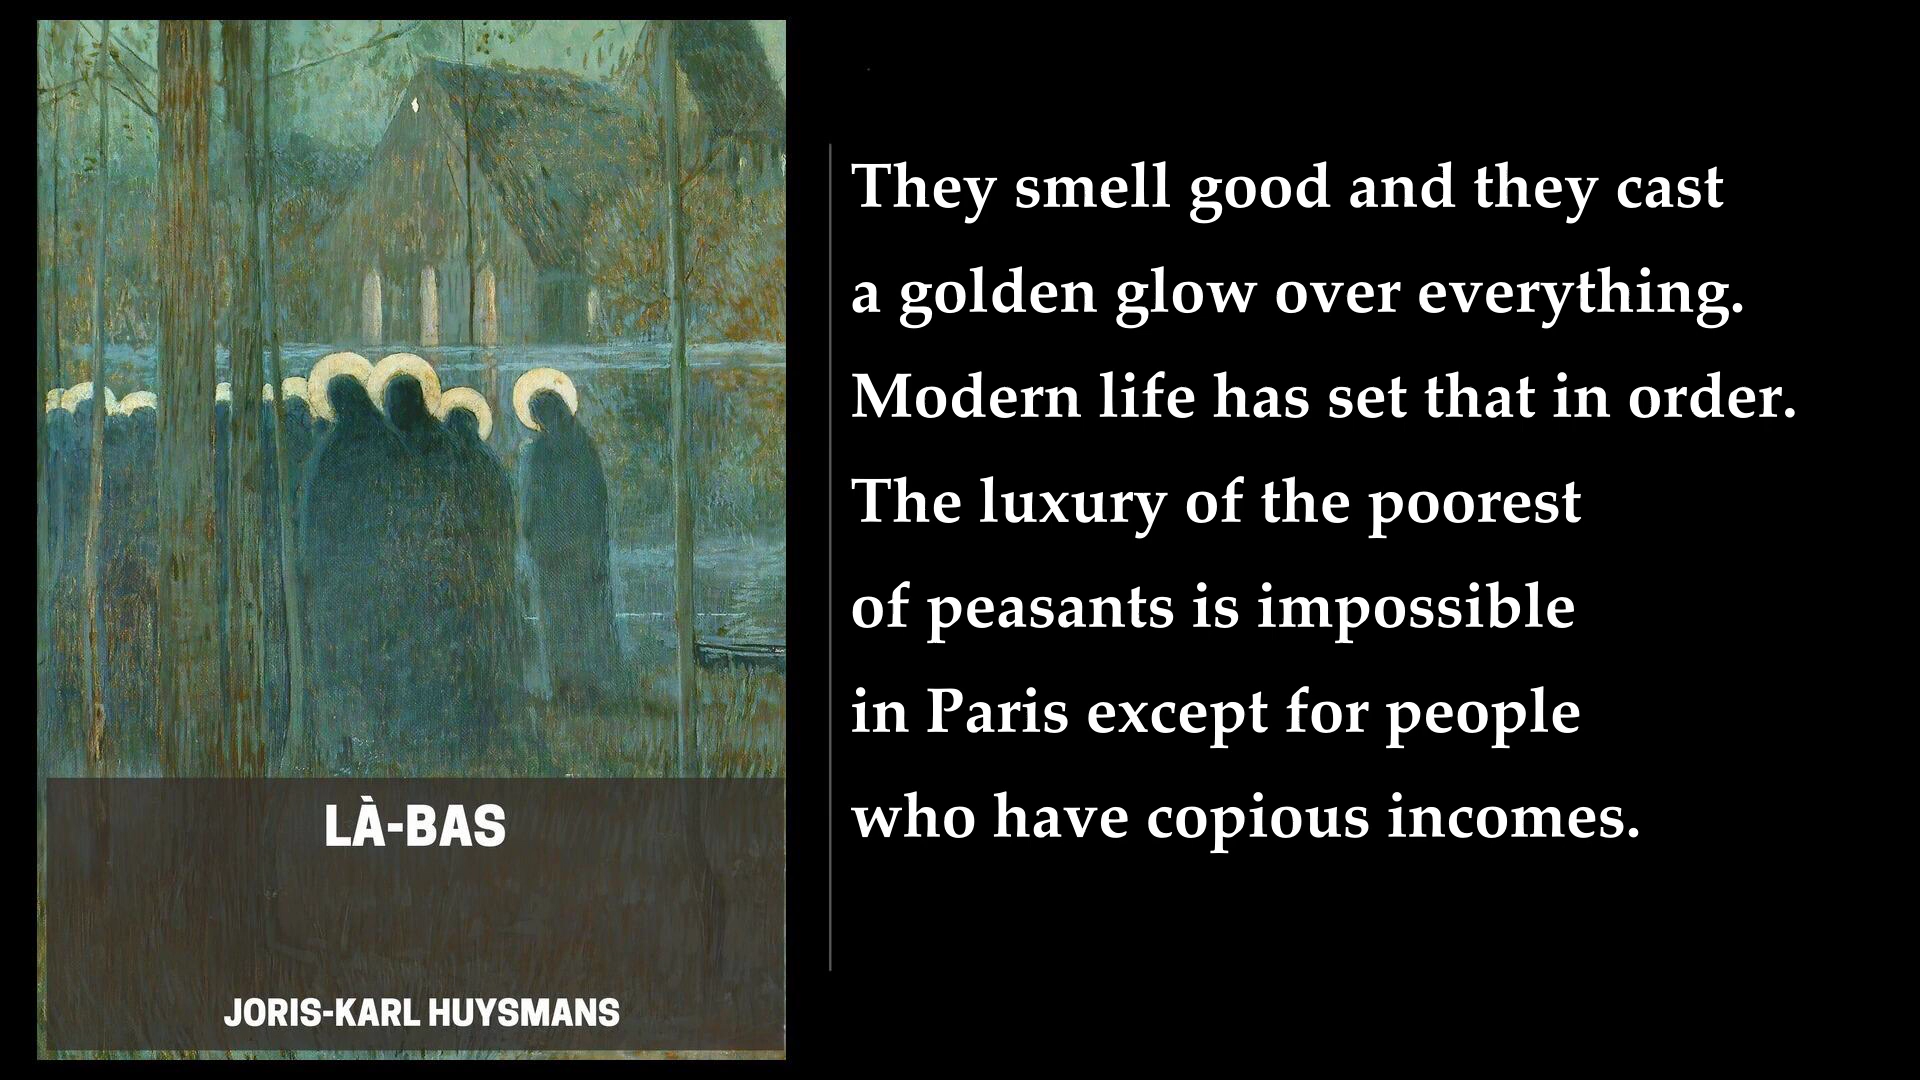 LÀ-BAS
JORIS-KARL HUYSMANS
They smell good and they cast
a golden glow over everything.
Modern life has set that in order.
The luxury of the poorest
of peasants is impossible
in Paris except for people
who have copious incomes.